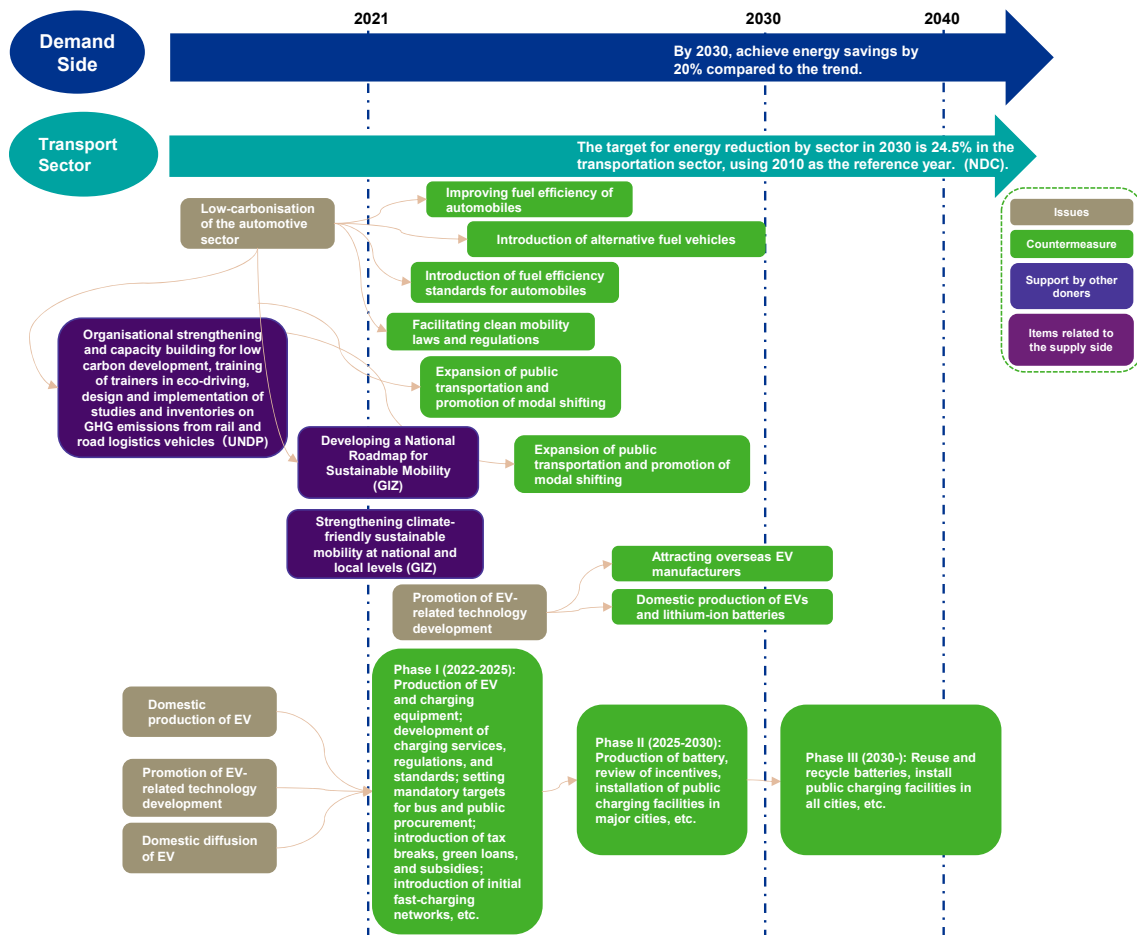 2021
2030
2040
Demand
Side
By 2030, achieve energy savings by
20% compared to the trend.
Transport
Sector
The target for energy reduction by sector in 2030 is 24.5% in the
transportation sector, using 2010 as the reference year.  (NDC).
Low-carbonisation
of the automotive
sector
Improving fuel efficiency of
automobiles
Introduction of alternative fuel vehicles
Introduction of fuel efficiency
standards for automobiles
Facilitating clean mobility
laws and regulations
Expansion of public
transportation and
promotion of modal shifting
Issues
Countermeasure
Support by other
doners
Items related to
the supply side
Organisational strengthening
and capacity building for low
carbon development, training
of trainers in eco-driving,
design and implementation of
studies and inventories on
GHG emissions from rail and
road logistics vehicles（UNDP)
Developing a National
Roadmap for
Sustainable Mobility
(GIZ)
Expansion of public
transportation and promotion of
modal shifting
Strengthening climate-
friendly sustainable
mobility at national and
local levels (GIZ)
Promotion of EV-
related technology
development
Attracting overseas EV
manufacturers
Domestic production of EVs
and lithium-ion batteries
Domestic
production of EV
Promotion of EV-
related technology
development
Domestic diffusion
of EV
Phase I (2022-2025):
Production of EV
and charging
equipment;
development of
charging services,
regulations, and
standards; setting
mandatory targets
for bus and public
procurement;
introduction of tax
breaks, green loans,
and subsidies;
introduction of initial
fast-charging
networks, etc.
Phase II (2025-2030):
Production of battery,
review of incentives,
installation of public
charging facilities in
major cities, etc.
Phase III (2030-): Reuse and
recycle batteries, install
public charging facilities in
all cities, etc.